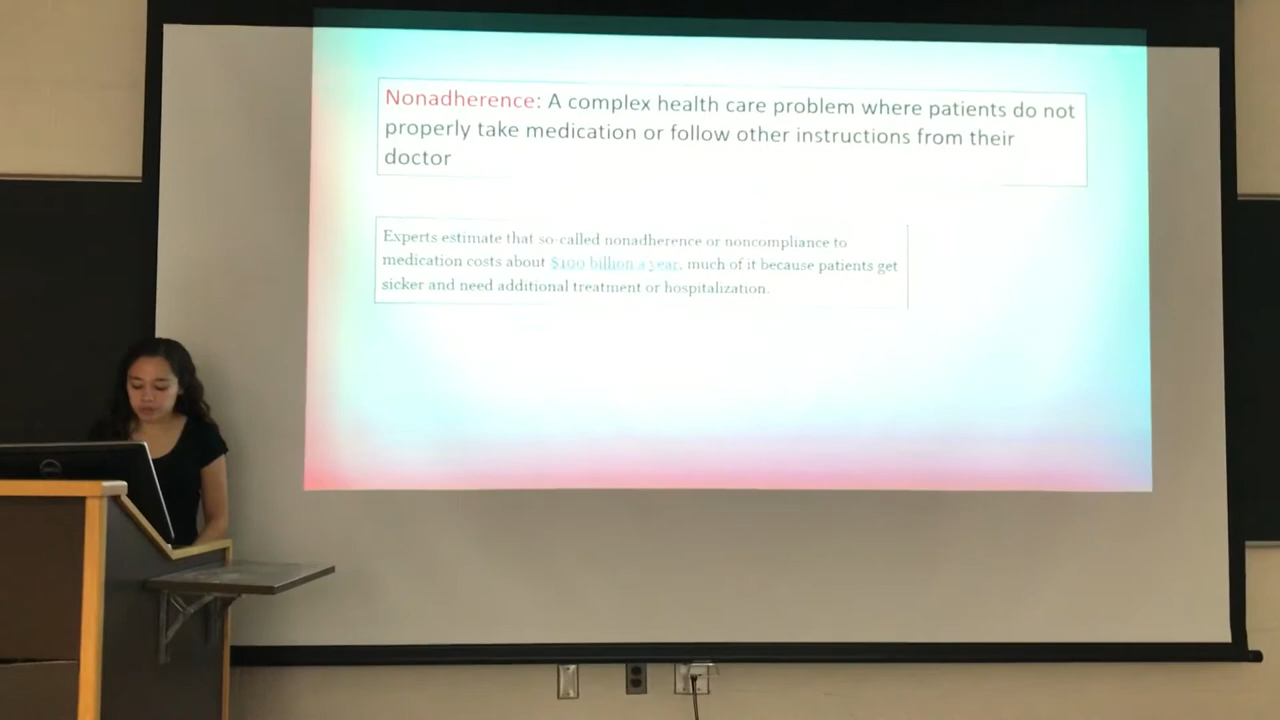 Nonadherence: A complex health care problem where patients do not
properly take medication or follow other instructions from their
doctor
Experts estimate that so-called nonadherence or noncompliance to
medication costs about $100 billion a year, much of it because patients get
sicker and need additional treatment or hospitalization.